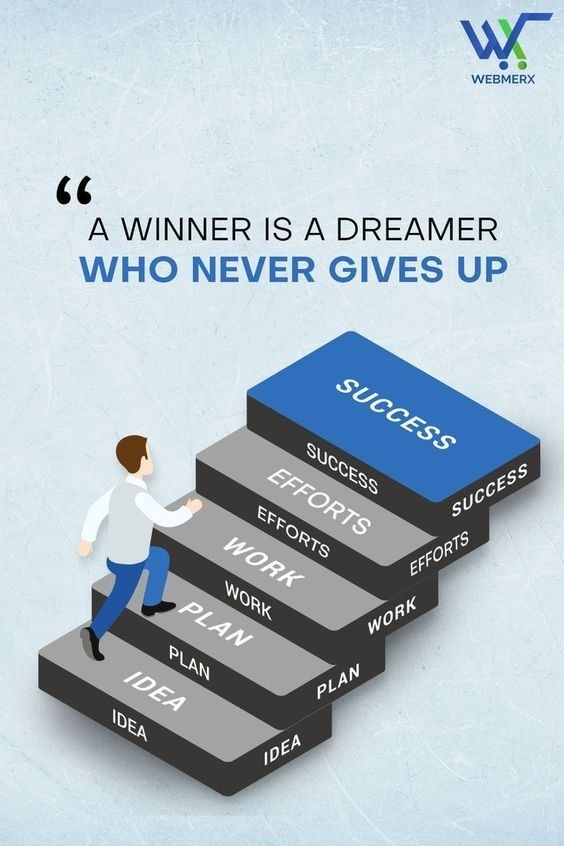 WEBMERX
“
A WINNER IS A DREAMER
WHO NEVER GIVES UP
SUCCESS
SUCCESS
SUCCESS
EFFORTS
EFFORTS
EFFORTS
WORK
WORK
WORK
PLAN
PLAN
PLAN
IDEA
IDEA
IDEA